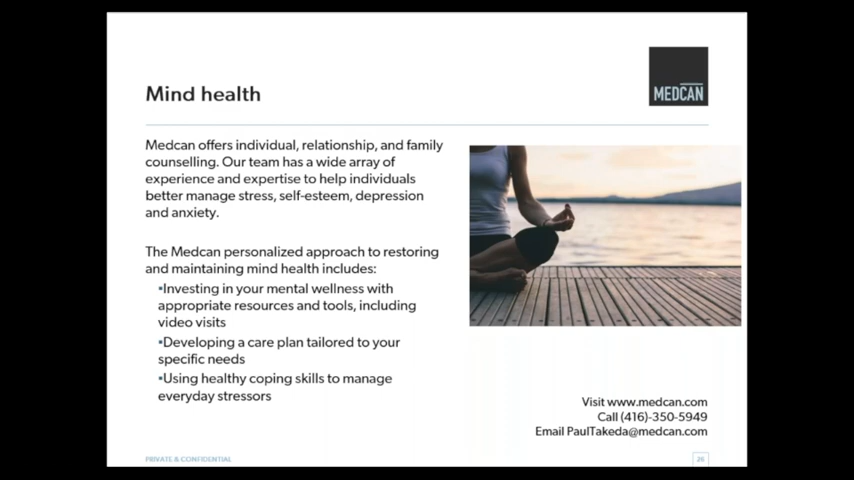 MEDCAN
Mind health
Medcan offers individual, relationship, and family
counselling. Our team has a wide array of
experience and expertise to help individuals
better manage stress, self-esteem, depression
and anxiety.
The Medcan personalized approach to restoring
and maintaining mind health includes:
▪Investing in your mental wellness with
appropriate resources and tools, including
video visits
▪Developing a care plan tailored to your
specific needs
▪Using healthy coping skills to manage
everyday stressors
Visit www.medcan.com
Call (416)-350-5949
Email PaulTakeda@medcan.com
PRIVATE & CONFIDENTIAL
26